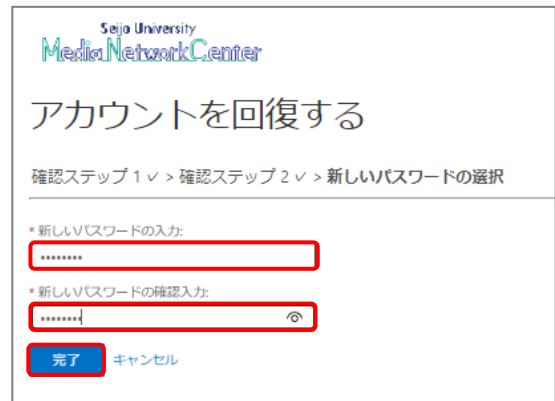 Seijo University
MediaNetworkCenter
アカウントを回復する
確認ステップ 1 ✓ > 確認ステップ 2 ✓ > 新しいパスワードの選択
* 新しいパスワードの入力:
••••••••
* 新しいパスワードの確認入力:
••••••••
完了 キャンセル